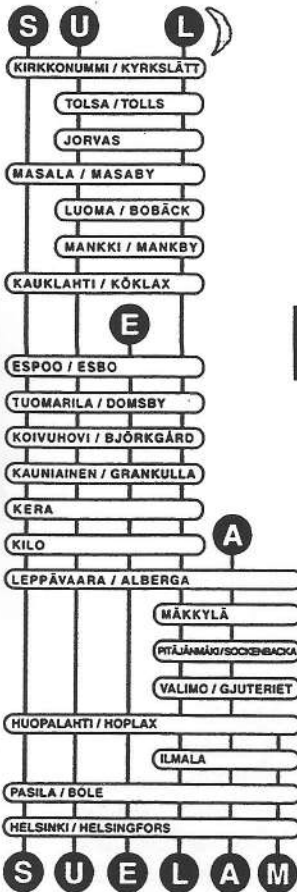 S U L
KIRKKONUMMI / KYRKSLÄTT
TOLSA / TOLLS
JORVAS
MASALA / MASABY
LUOMA / BOBÄCK
MANKKI / MANKBY
KAUKLAHTI / KÖKLAX
E
ESPOO / ESBO
TUOMARILA / DOMSBY
KOIVUHOVI / BJÖRKGÅRD
KAUNIAINEN / GRANKULLA
KERA
KILO
A
LEPPÄVAARA / ALBERGA
MÄKKYLÄ
PITÄJÄNMÄKI/SOCKENBACKA
VALIMO / GJUTERIET
HUOPALAHTI / HOPLAX
ILMALA
PASILA / BÖLE
HELSINKI / HELSINGFORS
S U E L A M